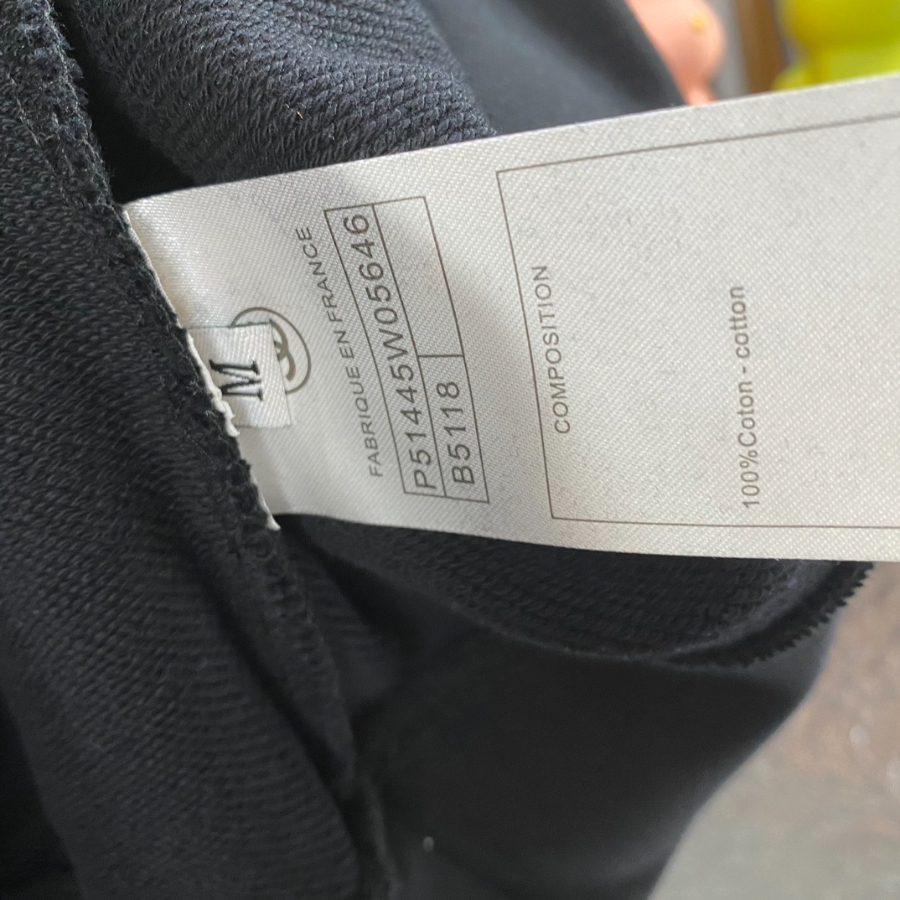 M
FABRIQUE EN FRANCE
P51445W05646
B5118
COMPOSITION
100%Coton - cotton